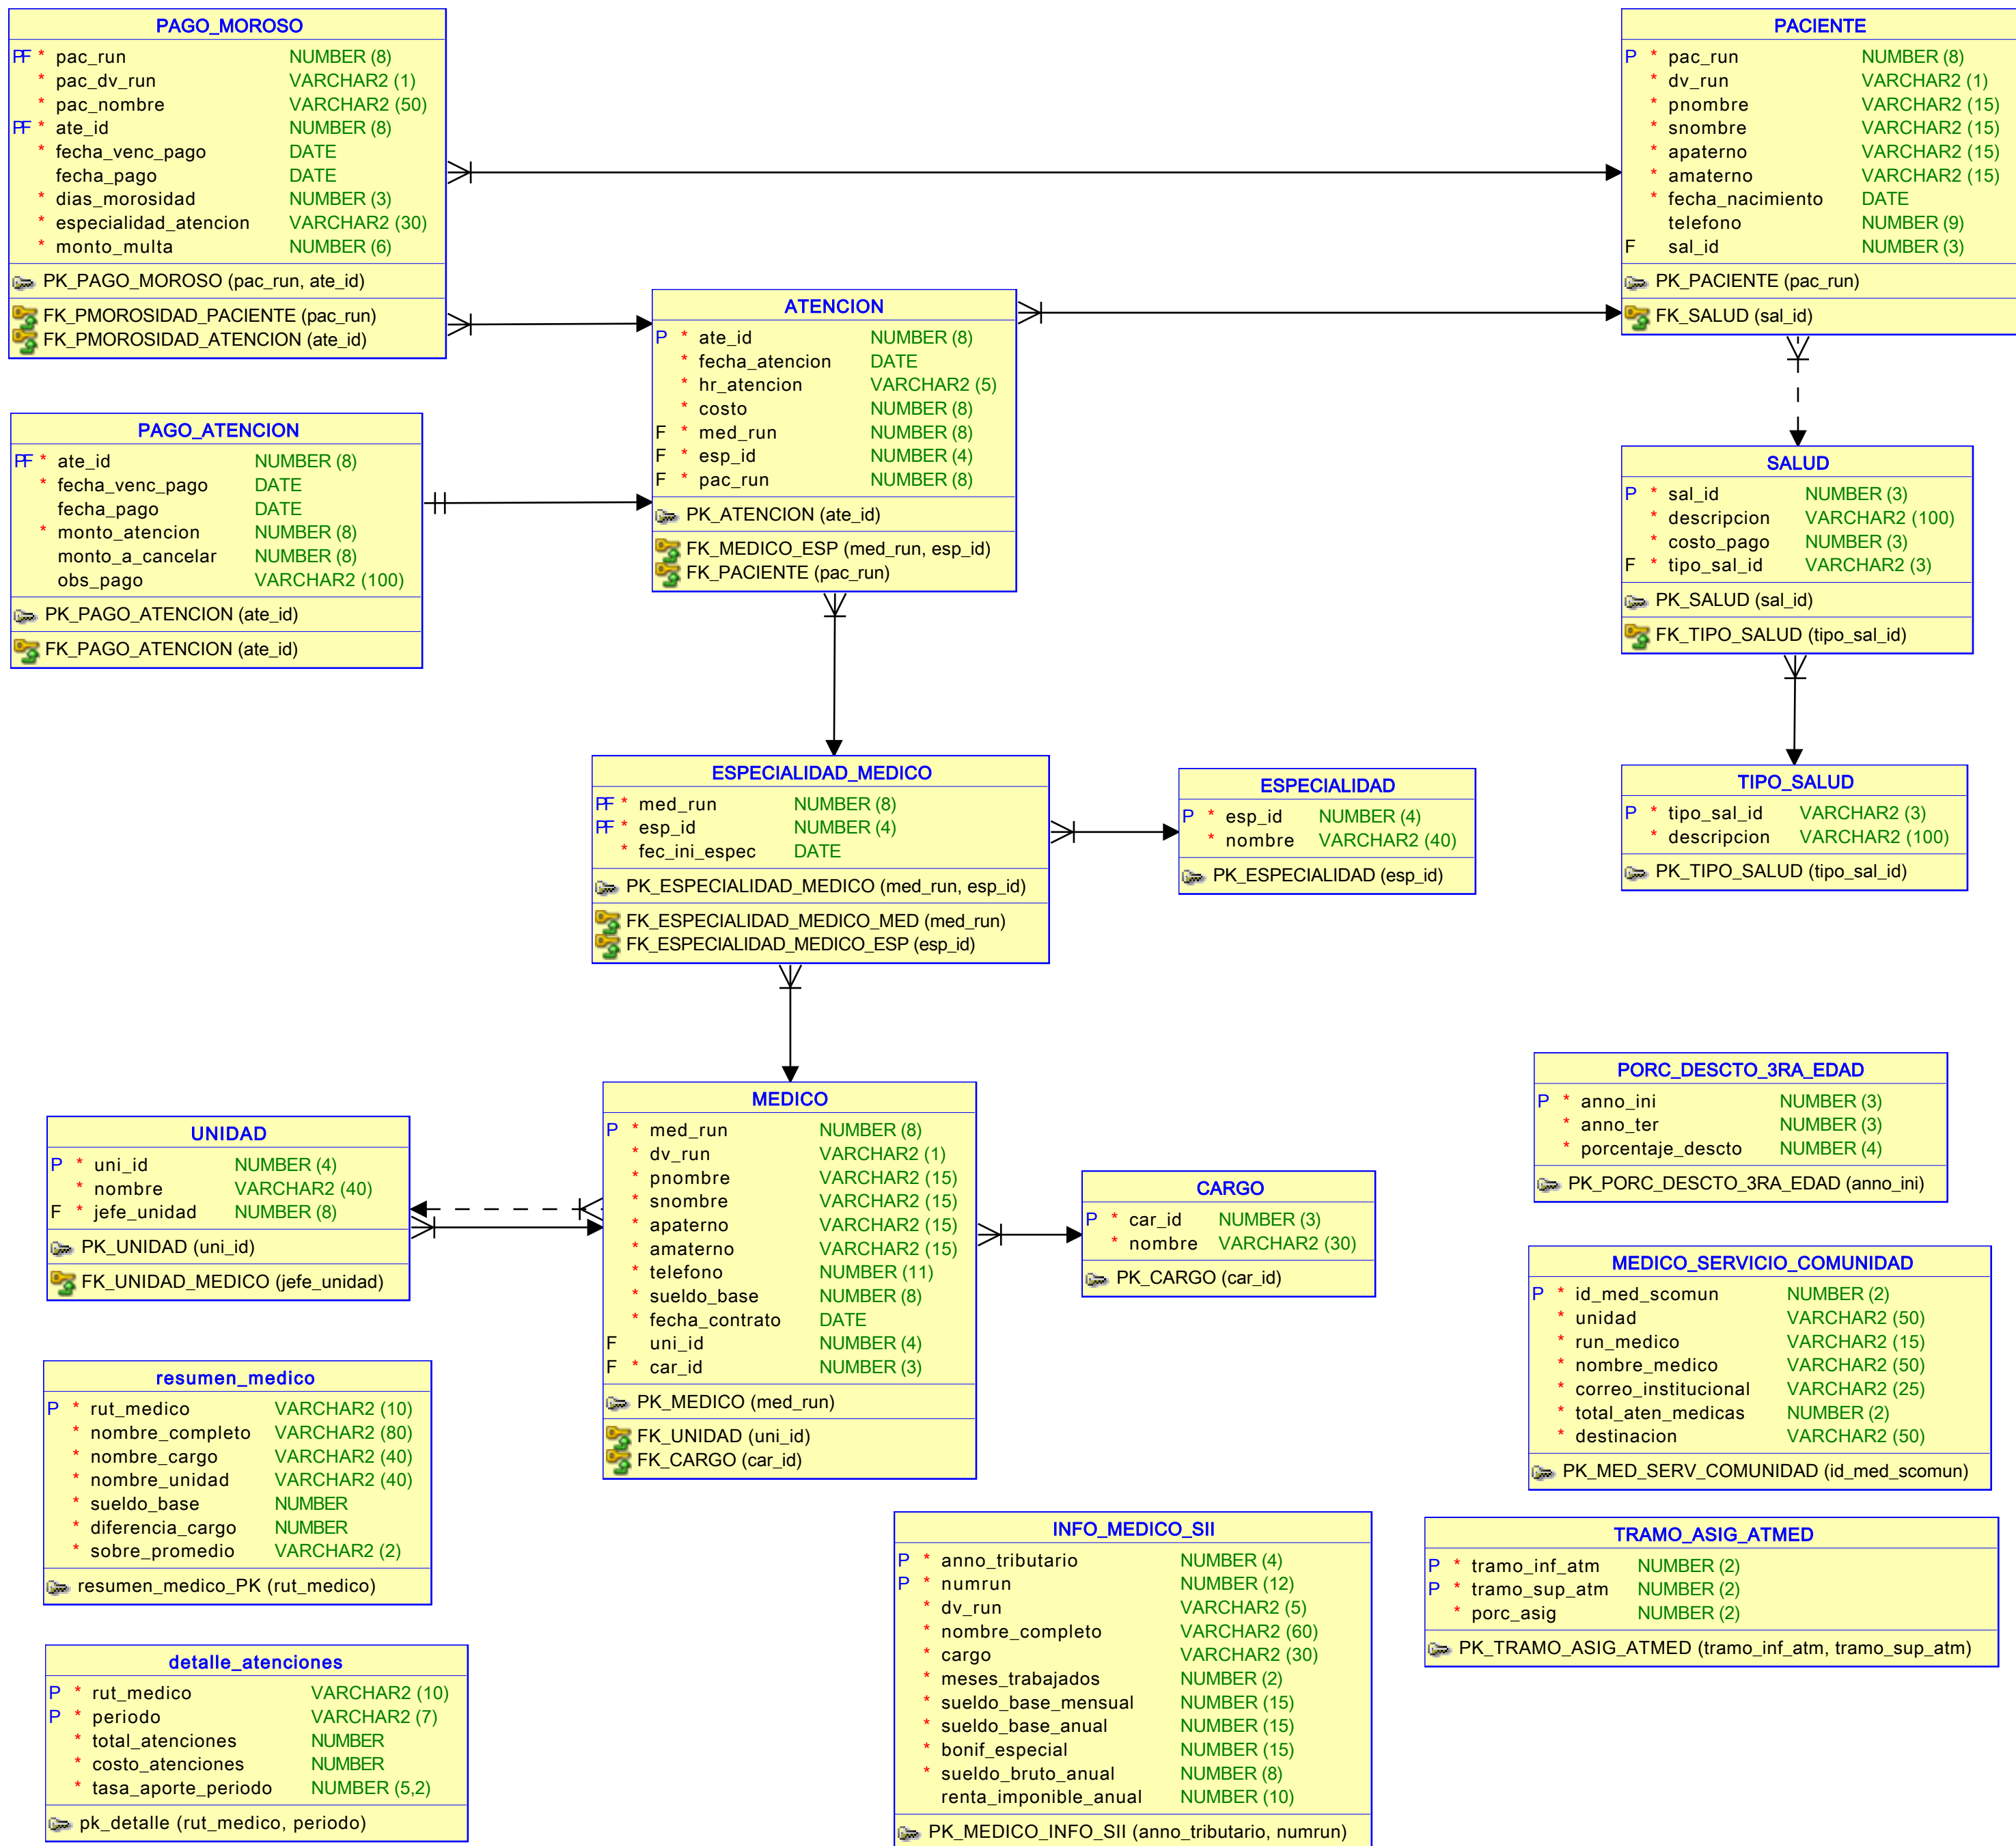 PAGO_MOROSO
PF * pac_run NUMBER (8)
* pac_dv_run VARCHAR2 (1)
* pac_nombre VARCHAR2 (50)
PF * ate_id NUMBER (8)
* fecha_venc_pago DATE
fecha_pago DATE
* dias_morosidad NUMBER (3)
* especialidad_atencion VARCHAR2 (30)
* monto_multa NUMBER (6)
PK_PAGO_MOROSO (pac_run, ate_id)
FK_PMOROSIDAD_PACIENTE (pac_run)
FK_PMOROSIDAD_ATENCION (ate_id)
PACIENTE
P * pac_run NUMBER (8)
* dv_run VARCHAR2 (1)
* pnombre VARCHAR2 (15)
* snombre VARCHAR2 (15)
* apaterno VARCHAR2 (15)
* amaterno VARCHAR2 (15)
* fecha_nacimiento DATE
telefono NUMBER (9)
F sal_id NUMBER (3)
PK_PACIENTE (pac_run)
FK_SALUD (sal_id)
ATENCION
P * ate_id NUMBER (8)
* fecha_atencion DATE
* hr_atencion VARCHAR2 (5)
* costo NUMBER (8)
F * med_run NUMBER (8)
F * esp_id NUMBER (4)
F * pac_run NUMBER (8)
PK_ATENCION (ate_id)
FK_MEDICO_ESP (med_run, esp_id)
FK_PACIENTE (pac_run)
PAGO_ATENCION
PF * ate_id NUMBER (8)
* fecha_venc_pago DATE
fecha_pago DATE
* monto_atencion NUMBER (8)
monto_a_cancelar NUMBER (8)
obs_pago VARCHAR2 (100)
PK_PAGO_ATENCION (ate_id)
FK_PAGO_ATENCION (ate_id)
SALUD
P * sal_id NUMBER (3)
* descripcion VARCHAR2 (100)
* costo_pago NUMBER (3)
F * tipo_sal_id VARCHAR2 (3)
PK_SALUD (sal_id)
FK_TIPO_SALUD (tipo_sal_id)
ESPECIALIDAD_MEDICO
PF * med_run NUMBER (8)
PF * esp_id NUMBER (4)
* fec_ini_espec DATE
PK_ESPECIALIDAD_MEDICO (med_run, esp_id)
FK_ESPECIALIDAD_MEDICO_MED (med_run)
FK_ESPECIALIDAD_MEDICO_ESP (esp_id)
ESPECIALIDAD
P * esp_id NUMBER (4)
* nombre VARCHAR2 (40)
PK_ESPECIALIDAD (esp_id)
TIPO_SALUD
P * tipo_sal_id VARCHAR2 (3)
* descripcion VARCHAR2 (100)
PK_TIPO_SALUD (tipo_sal_id)
UNIDAD
P * uni_id NUMBER (4)
* nombre VARCHAR2 (40)
F * jefe_unidad NUMBER (8)
PK_UNIDAD (uni_id)
FK_UNIDAD_MEDICO (jefe_unidad)
MEDICO
P * med_run NUMBER (8)
* dv_run VARCHAR2 (1)
* pnombre VARCHAR2 (15)
* snombre VARCHAR2 (15)
* apaterno VARCHAR2 (15)
* amaterno VARCHAR2 (15)
* telefono NUMBER (11)
* sueldo_base NUMBER (8)
* fecha_contrato DATE
F uni_id NUMBER (4)
F * car_id NUMBER (3)
PK_MEDICO (med_run)
FK_UNIDAD (uni_id)
FK_CARGO (car_id)
CARGO
P * car_id NUMBER (3)
* nombre VARCHAR2 (30)
PK_CARGO (car_id)
PORC_DESCTO_3RA_EDAD
P * anno_ini NUMBER (3)
* anno_ter NUMBER (3)
* porcentaje_descto NUMBER (4)
PK_PORC_DESCTO_3RA_EDAD (anno_ini)
MEDICO_SERVICIO_COMUNIDAD
P * id_med_scomun NUMBER (2)
* unidad VARCHAR2 (50)
* run_medico VARCHAR2 (15)
* nombre_medico VARCHAR2 (50)
* correo_institucional VARCHAR2 (25)
* total_aten_medicas NUMBER (2)
* destinacion VARCHAR2 (50)
PK_MED_SERV_COMUNIDAD (id_med_scomun)
resumen_medico
P * rut_medico VARCHAR2 (10)
* nombre_completo VARCHAR2 (80)
* nombre_cargo VARCHAR2 (40)
* nombre_unidad VARCHAR2 (40)
* sueldo_base NUMBER
* diferencia_cargo NUMBER
* sobre_promedio VARCHAR2 (2)
resumen_medico_PK (rut_medico)
INFO_MEDICO_SII
P * anno_tributario NUMBER (4)
P * numrun NUMBER (12)
* dv_run VARCHAR2 (5)
* nombre_completo VARCHAR2 (60)
* cargo VARCHAR2 (30)
* meses_trabajados NUMBER (2)
* sueldo_base_mensual NUMBER (15)
* sueldo_base_anual NUMBER (15)
* bonif_especial NUMBER (15)
* sueldo_bruto_anual NUMBER (8)
renta_imponible_anual NUMBER (10)
PK_MEDICO_INFO_SII (anno_tributario, numrun)
TRAMO_ASIG_ATMED
P * tramo_inf_atm NUMBER (2)
P * tramo_sup_atm NUMBER (2)
* porc_asig NUMBER (2)
PK_TRAMO_ASIG_ATMED (tramo_inf_atm, tramo_sup_atm)
detalle_atenciones
P * rut_medico VARCHAR2 (10)
P * periodo VARCHAR2 (7)
* total_atenciones NUMBER
* costo_atenciones NUMBER
* tasa_aporte_periodo NUMBER (5,2)
pk_detalle (rut_medico, periodo)